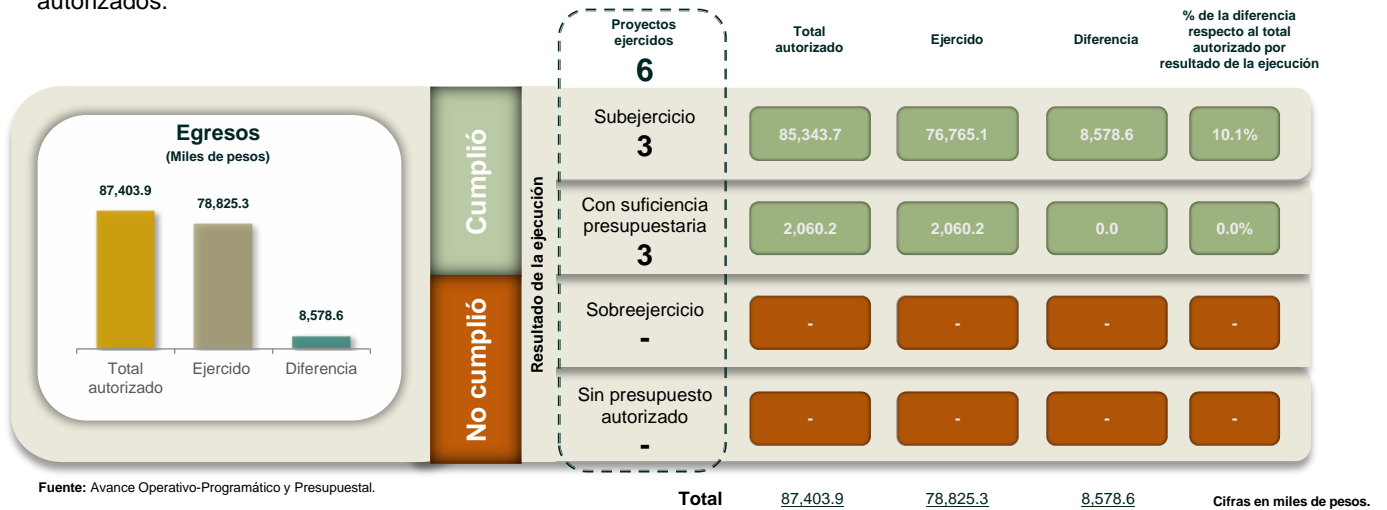 autorizados.
Proyectos
ejercidos
6
Total
autorizado
Ejercido
Diferencia
% de la diferencia
respecto al total
autorizado por
resultado de la ejecución
Egresos
(Miles de pesos)
87,403.9
78,825.3
8,578.6
Total
autorizado
Ejercido
Diferencia
Cumplió
No cumplió
Resultado de la ejecución
Subejercicio
3
85,343.7
76,765.1
8,578.6
10.1%
Con suficiencia
presupuestaria
3
2,060.2
2,060.2
0.0
0.0%
Sobreejercicio
-
-
-
-
-
Sin presupuesto
autorizado
-
-
-
-
-
Fuente: Avance Operativo-Programático y Presupuestal.
Total
87,403.9
78,825.3
8,578.6
Cifras en miles de pesos.